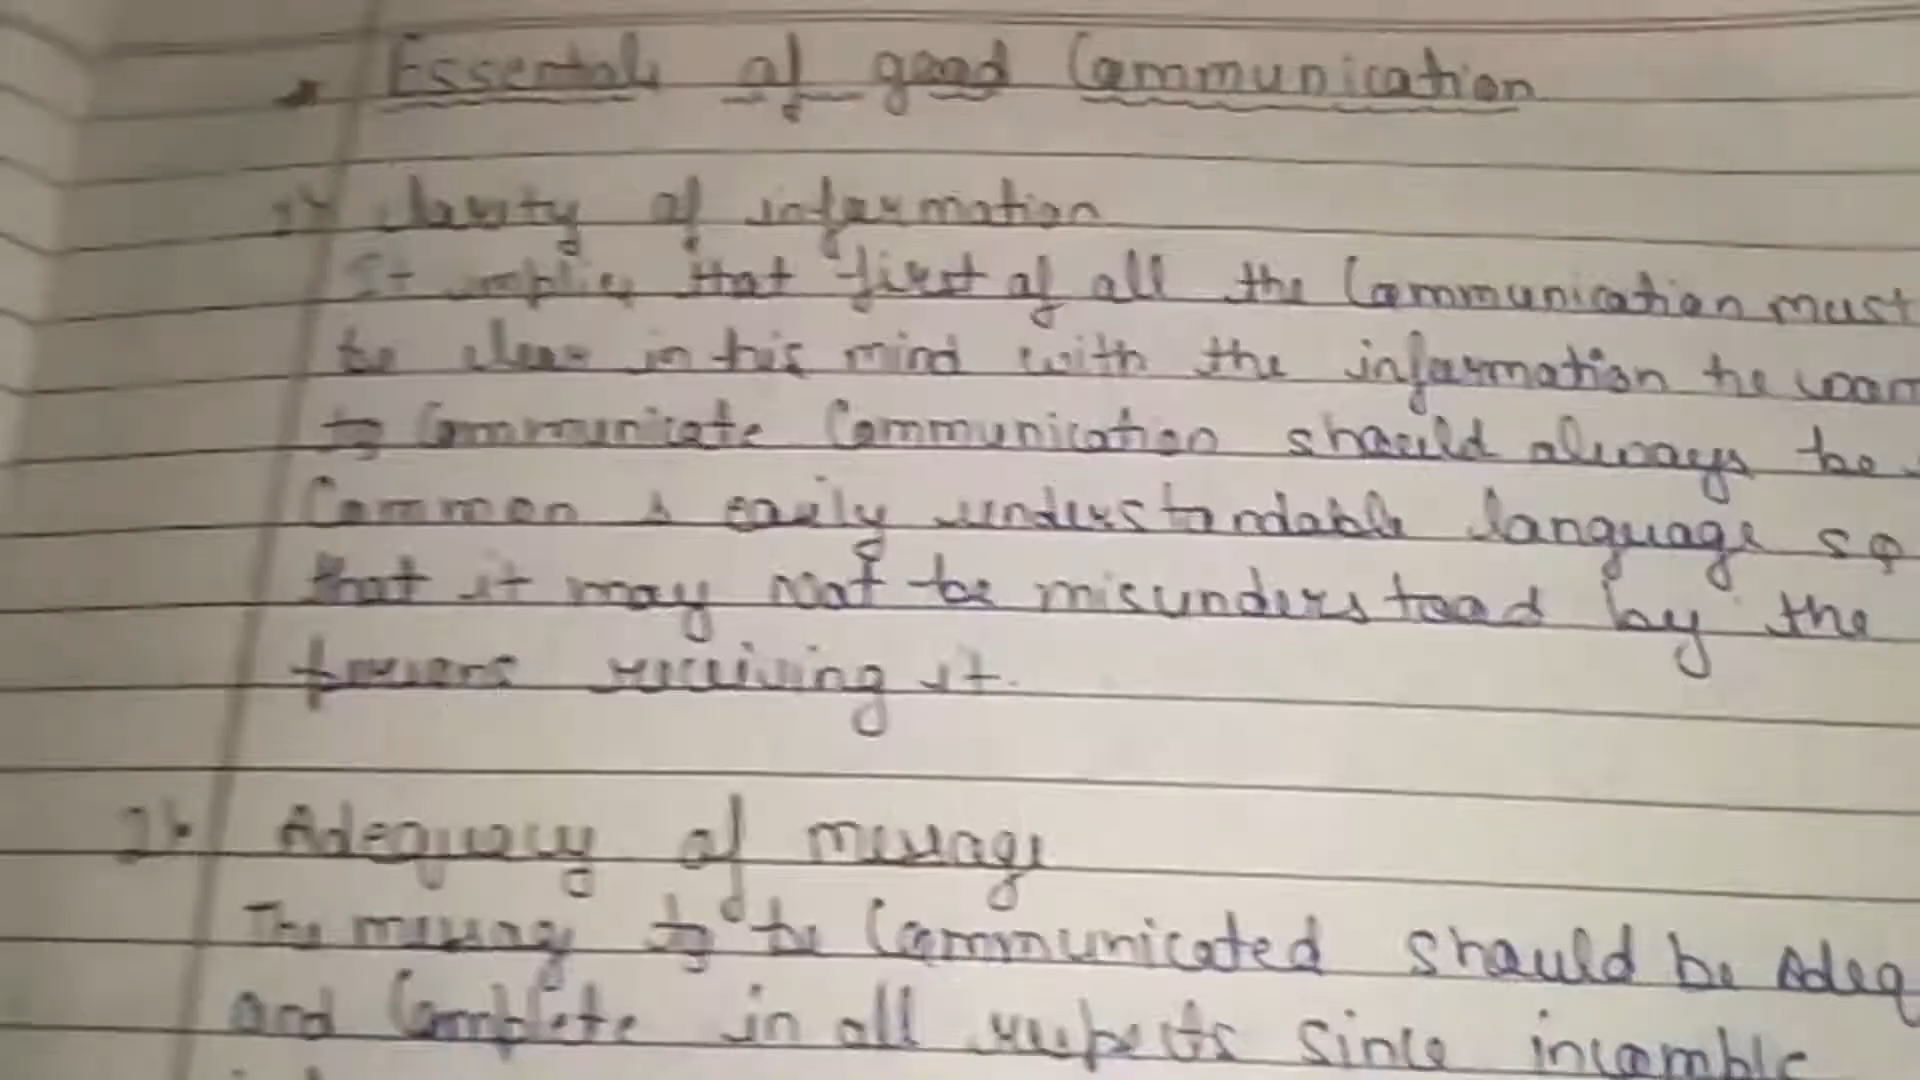 Essentials of good Communication
1) clarity of information
It implies that first of all the Communication must
be clear in his mind with the information he
to Communicate Communication should always be
Common & easily understandable language so
that it may not be misunderstood by the
receiving it.
2) Adequacy of message
The message to be Communicated should be Adeq
and Complete in all respects since incomple